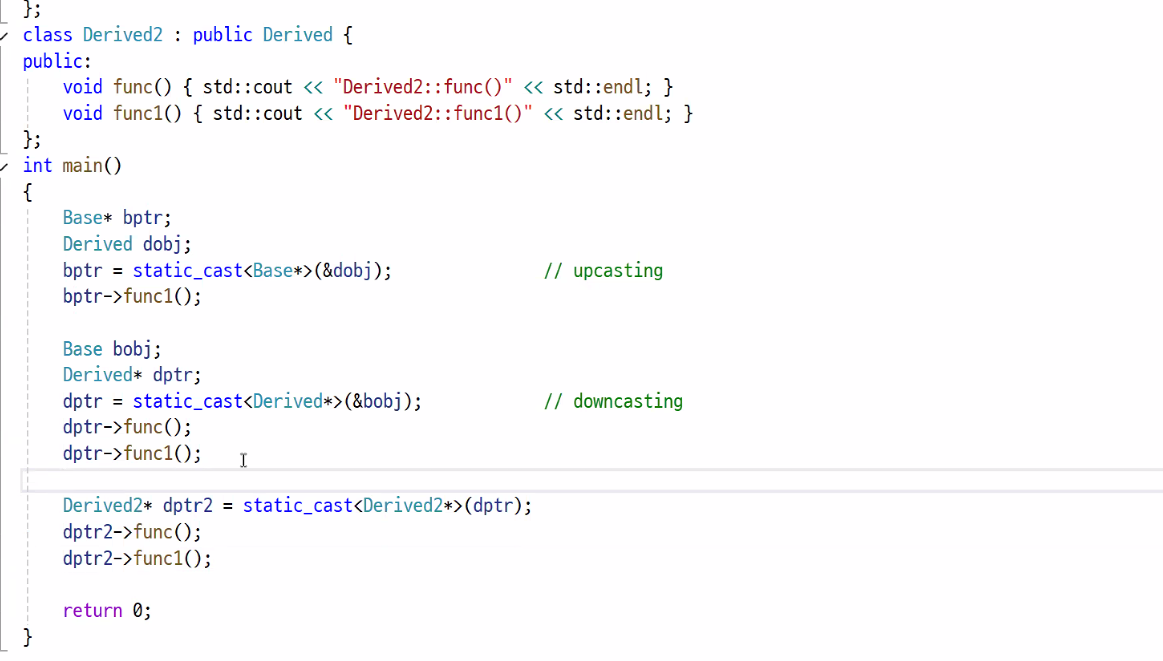 };
class Derived2 : public Derived {
public:
    void func() { std::cout << "Derived2::func()" << std::endl; }
    void func1() { std::cout << "Derived2::func1()" << std::endl; }
};
int main()
{
    Base* bptr;
    Derived dobj;
    bptr = static_cast<Base*>(&dobj);               // upcasting
    bptr->func1();

    Base bobj;
    Derived* dptr;
    dptr = static_cast<Derived*>(&bobj);            // downcasting
    dptr->func();
    dptr->func1();

    Derived2* dptr2 = static_cast<Derived2*>(dptr);
    dptr2->func();
    dptr2->func1();

    return 0;
}